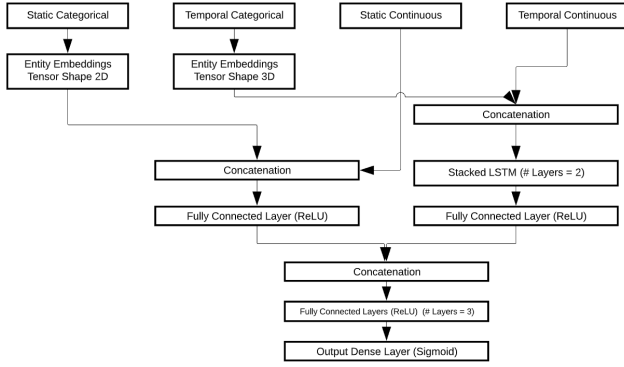 Static Categorical
Temporal Categorical
Static Continuous
Temporal Continuous
Entity Embeddings
Tensor Shape 2D
Entity Embeddings
Tensor Shape 3D
Concatenation
Concatenation
Stacked LSTM (# Layers = 2)
Fully Connected Layer (ReLU)
Fully Connected Layer (ReLU)
Concatenation
Fully Connected Layers (ReLU) (# Layers = 3)
Output Dense Layer (Sigmoid)